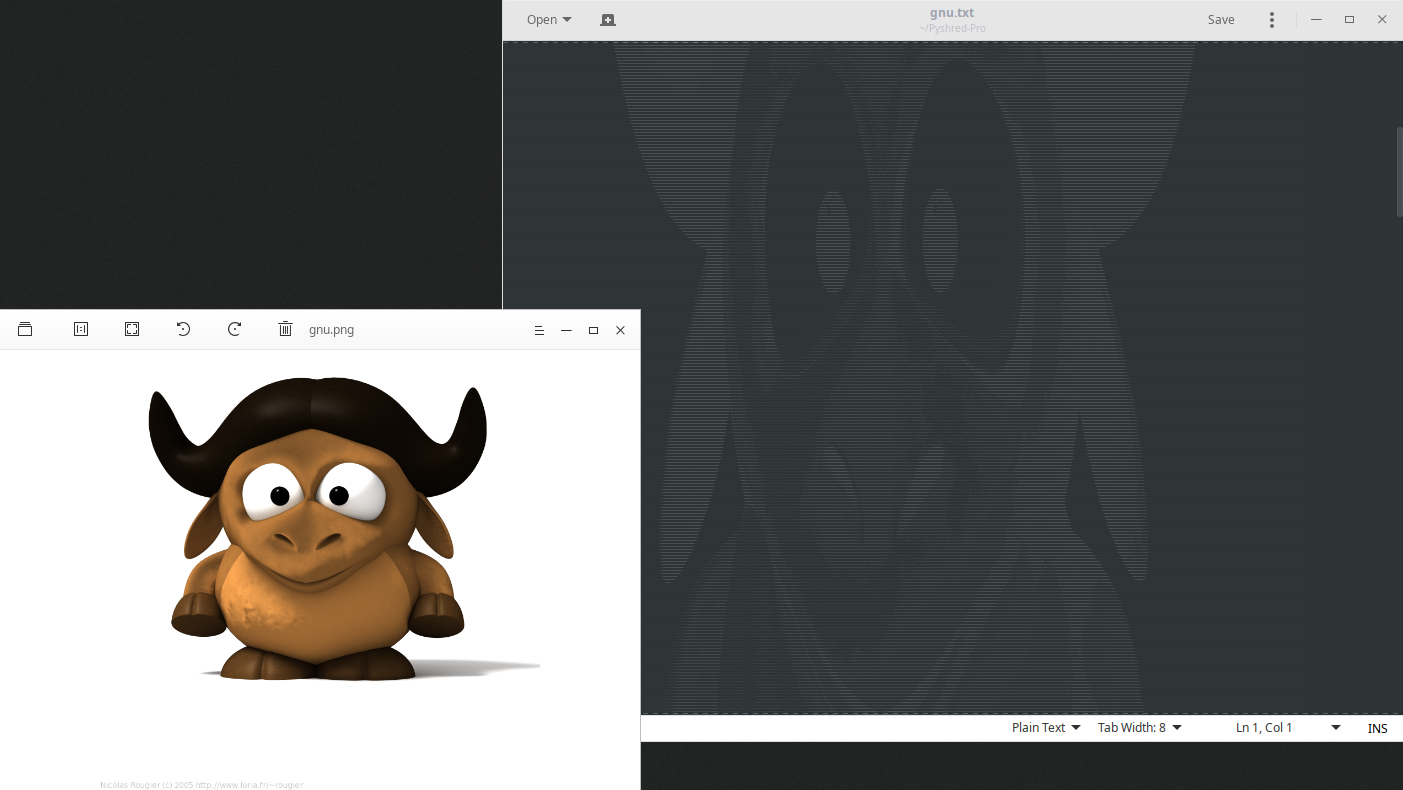 Open
gnu.txt
~/Pyshred-Pro
Save
gnu.png
Nicolas Rougier (c) 2005 http://www.loria.fr/~rougier
Plain Text
Tab Width: 8
Ln 1, Col 1
INS